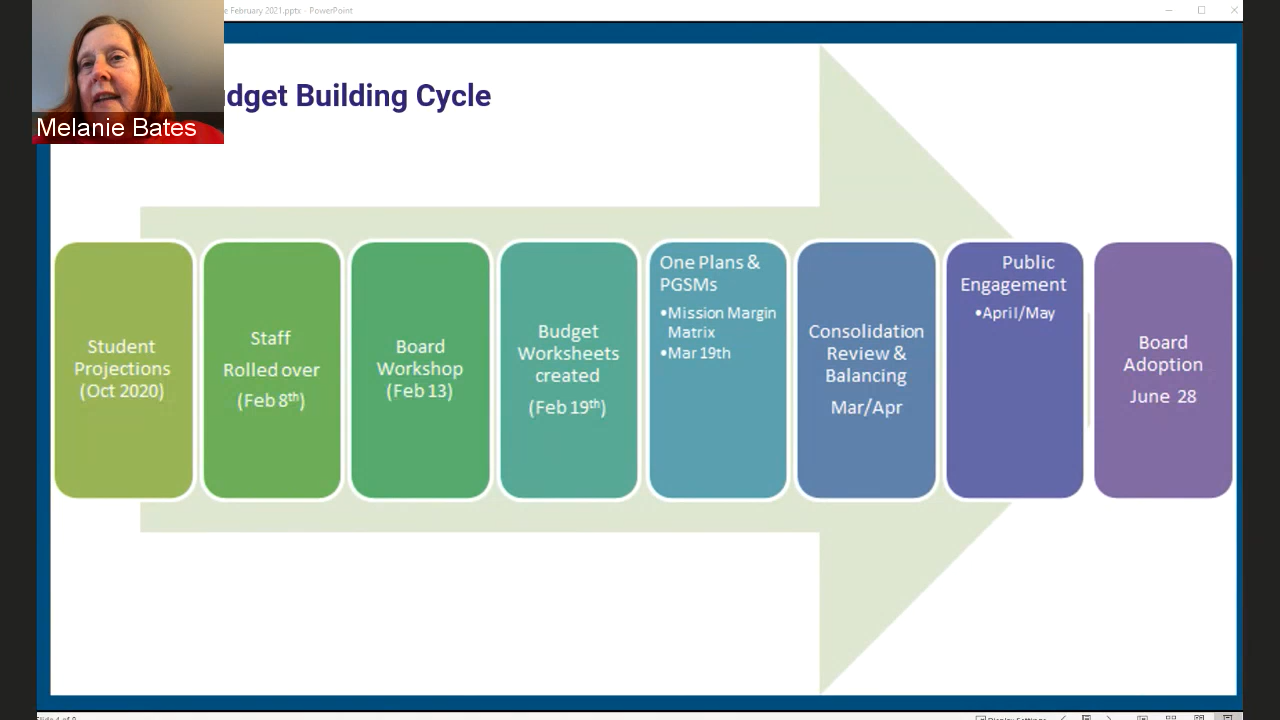 e February 2021.pptx - PowerPoint
Melanie Bates
dget Building Cycle
Student
Projections
(Oct 2020)
Staff
Rolled over
(Feb 8th)
Board
Workshop
(Feb 13)
Budget
Worksheets
created
(Feb 19th)
One Plans &
PGSMs
•Mission Margin
Matrix
•Mar 19th
Consolidation
Review &
Balancing
Mar/Apr
Public
Engagement
•April/May
Board
Adoption
June 28
Display Settings